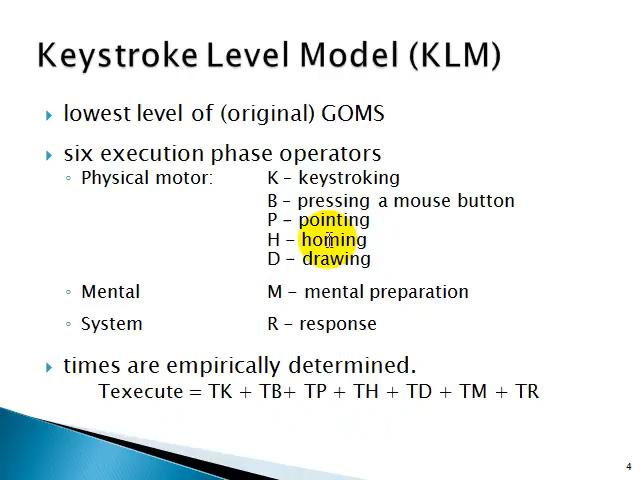 Keystroke Level Model (KLM)
lowest level of (original) GOMS
six execution phase operators
Physical motor: K – keystroking
B – pressing a mouse button
P – pointing
H – homing
D – drawing
Mental M – mental preparation
System R – response
times are empirically determined.
Texecute = TK + TB+ TP + TH + TD + TM + TR
4